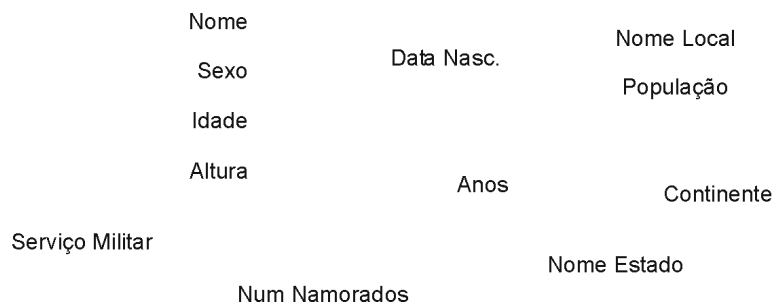 Nome
Nome Local
Data Nasc.
Sexo
População
Idade
Altura
Anos
Continente
Serviço Militar
Nome Estado
Num Namorados